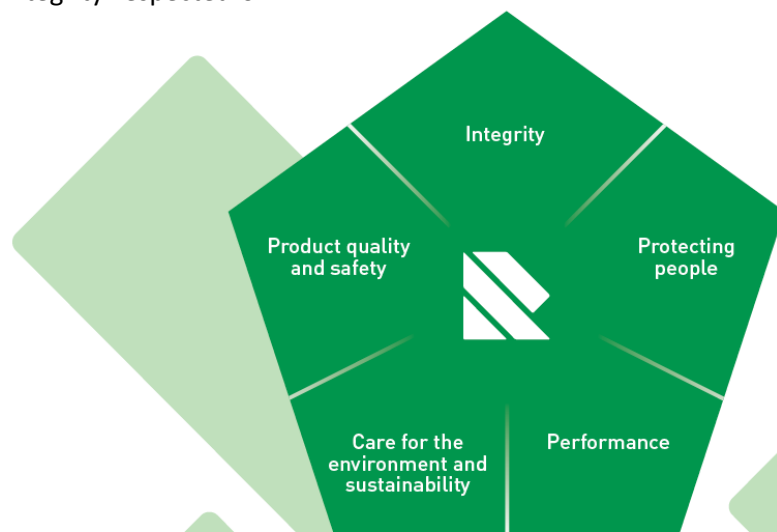 Integrity
Product quality
and safety
Protecting
people
Care for the
environment and
sustainability
Performance